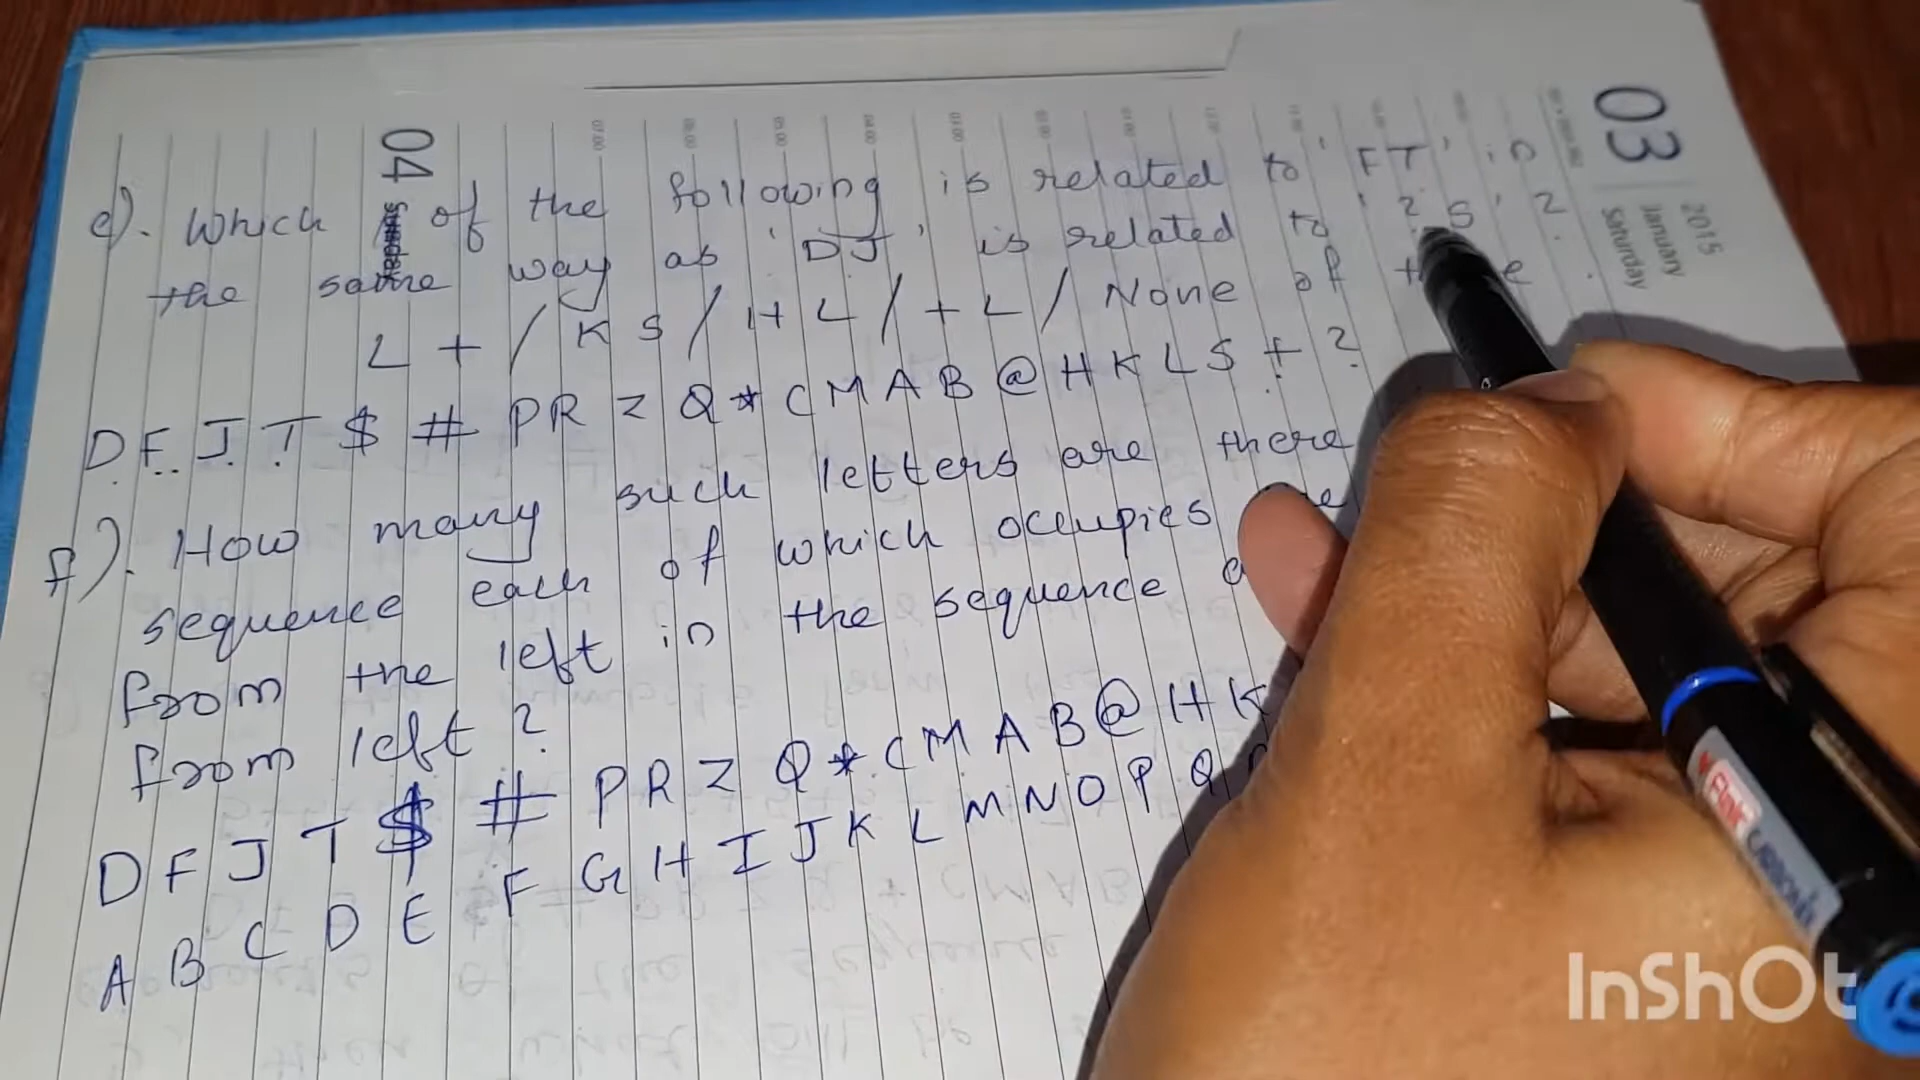 03
2015
January
Saturday
04
e). Which of the following is related to 'FT' in
the same way as 'DJ' is related to '? S' ?
L + / K S / H L / + L / None of
D F J T $ # P R Z Q * C M A B @ H K L S + ?
f). How many such letters are there
sequence each of which occupies
from the left in the sequence
from left ?
D F J T $ # P R Z Q * C M A B @ H K
A B C D E F G H I J K L M N O P Q
Flair
InShOt